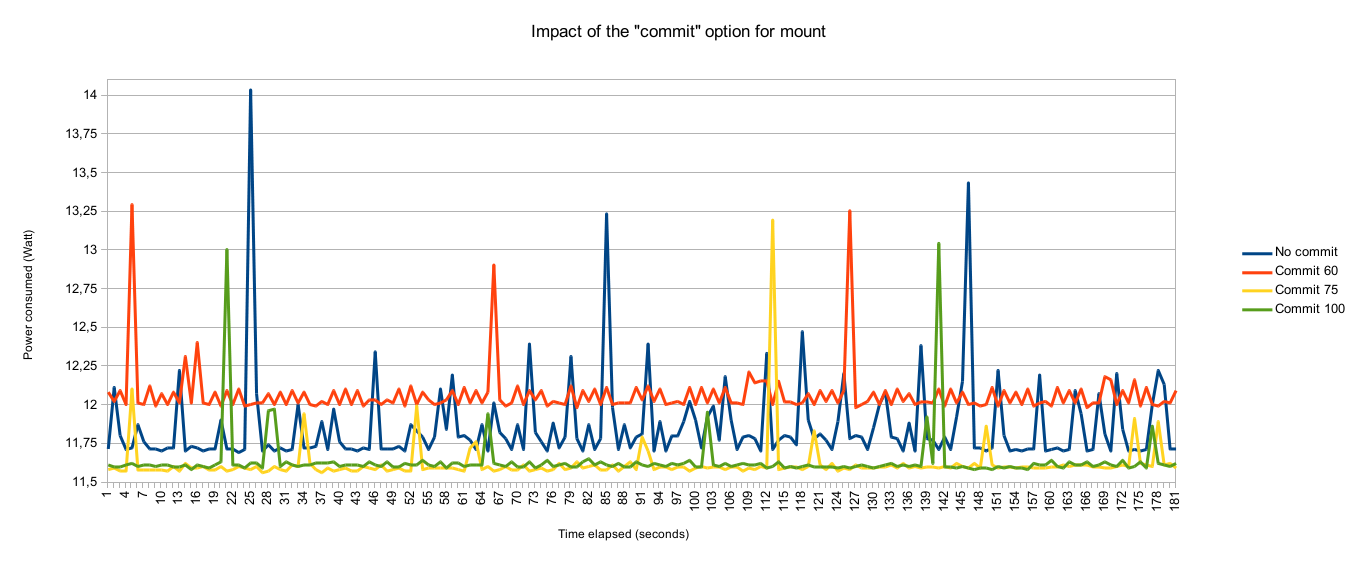 Impact of the "commit" option for mount
14
13,75
13,5
13,25
13
12,75
12,5
12,25
12
11,75
11,5
Power consumed (Watt)
1 4 7 10 13 16 19 22 25 28 31 34 37 40 43 46 49 52 55 58 61 64 67 70 73 76 79 82 85 88 91 94 97 100 103 106 109 112 115 118 121 124 127 130 133 136 139 142 145 148 151 154 157 160 163 166 169 172 175 178 181
Time elapsed (seconds)
No commit
Commit 60
Commit 75
Commit 100